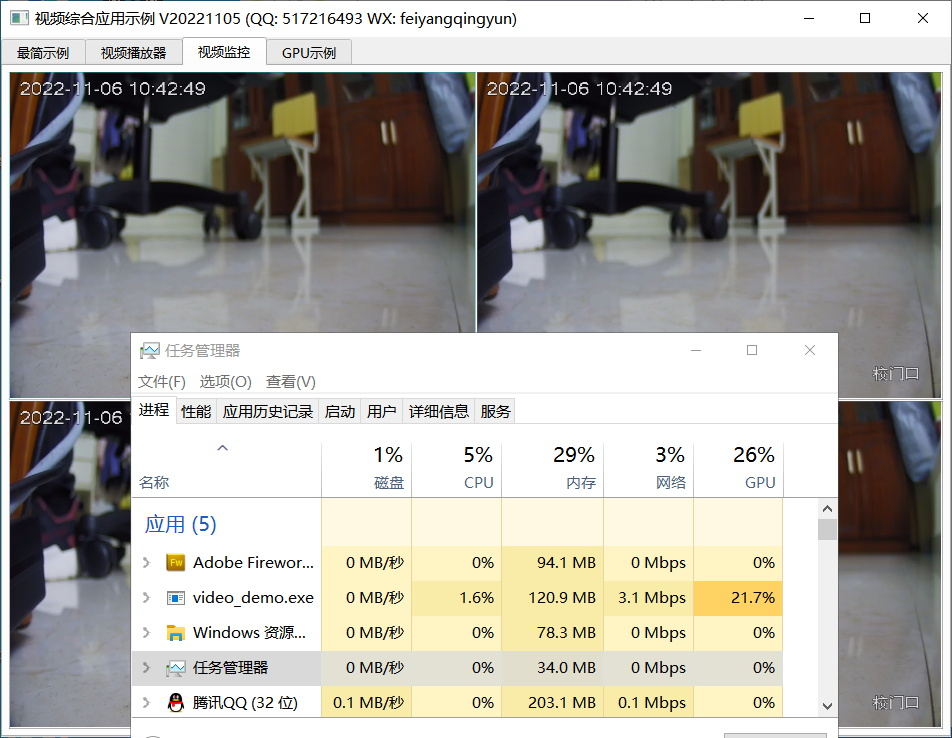 视频综合应用示例 V20221105 (QQ: 517216493 WX: feiyangqingyun)
最简示例 视频播放器 视频监控 GPU示例
2022-11-06 10:42:49 2022-11-06 10:42:49
任务管理器
校门口
文件(F) 选项(O) 查看(V)
进程 性能 应用历史记录 启动 用户 详细信息 服务
2022-11-06
1% 5% 29% 3% 26%
名称 磁盘 CPU 内存 网络 GPU
应用 (5)
Adobe Firewor... 0 MB/秒 0% 94.1 MB 0 Mbps 0%
video_demo.exe 0 MB/秒 1.6% 120.9 MB 3.1 Mbps 21.7%
Windows 资源... 0 MB/秒 0% 78.3 MB 0 Mbps 0%
任务管理器 0 MB/秒 0% 34.0 MB 0 Mbps 0%
腾讯QQ (32 位) 0.1 MB/秒 0% 203.1 MB 0.1 Mbps 0%
校门口